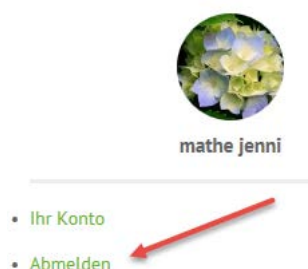 mathe jenni
• Ihr Konto
• Abmelden